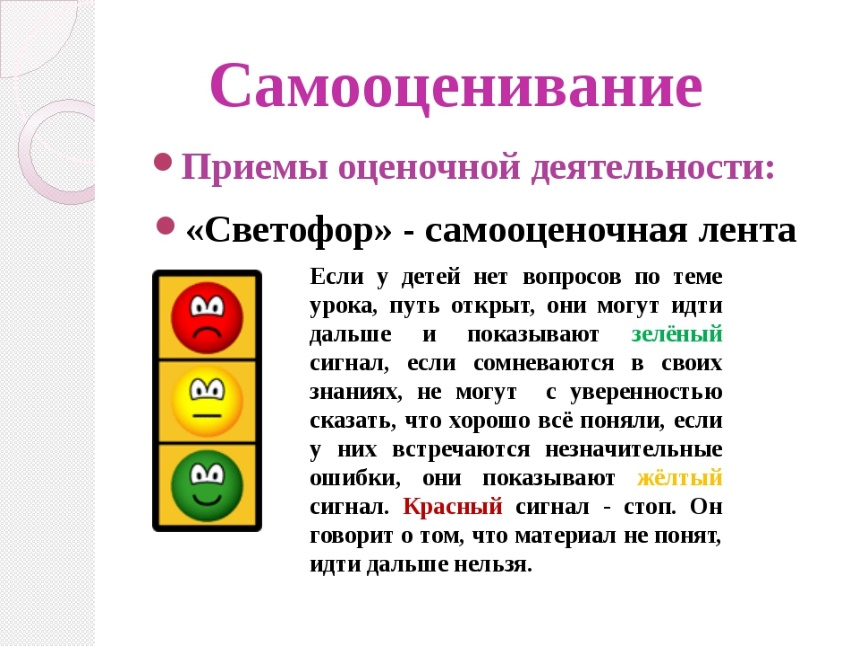 Самооценивание
Приемы оценочной деятельности:
«Светофор» - самооценочная лента
Если у детей нет вопросов по теме
урока, путь открыт, они могут идти
дальше и показывают зелёный
сигнал, если сомневаются в своих
знаниях, не могут с уверенностью
сказать, что хорошо всё поняли, если
у них встречаются незначительные
ошибки, они показывают жёлтый
сигнал. Красный сигнал - стоп. Он
говорит о том, что материал не понят,
идти дальше нельзя.